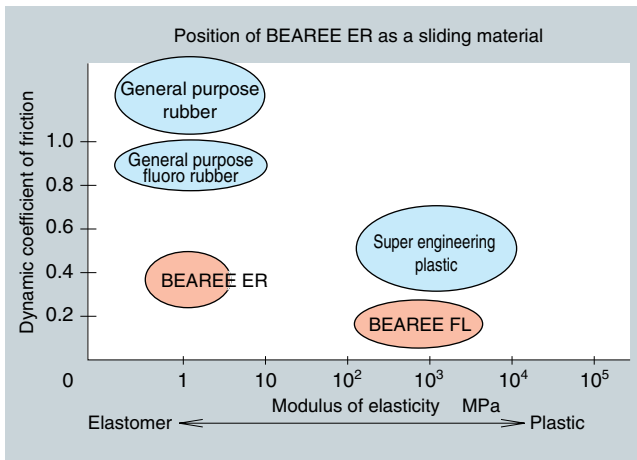 Position of BEAREE ER as a sliding material
Dynamic coefficient of friction
1.0
0.8
0.6
0.4
0.2
0
General purpose
rubber
General purpose
fluoro rubber
BEAREE ER
Super engineering
plastic
BEAREE FL
1 10 10² 10³ 10⁴ 10⁵
Modulus of elasticity MPa
Elastomer Plastic